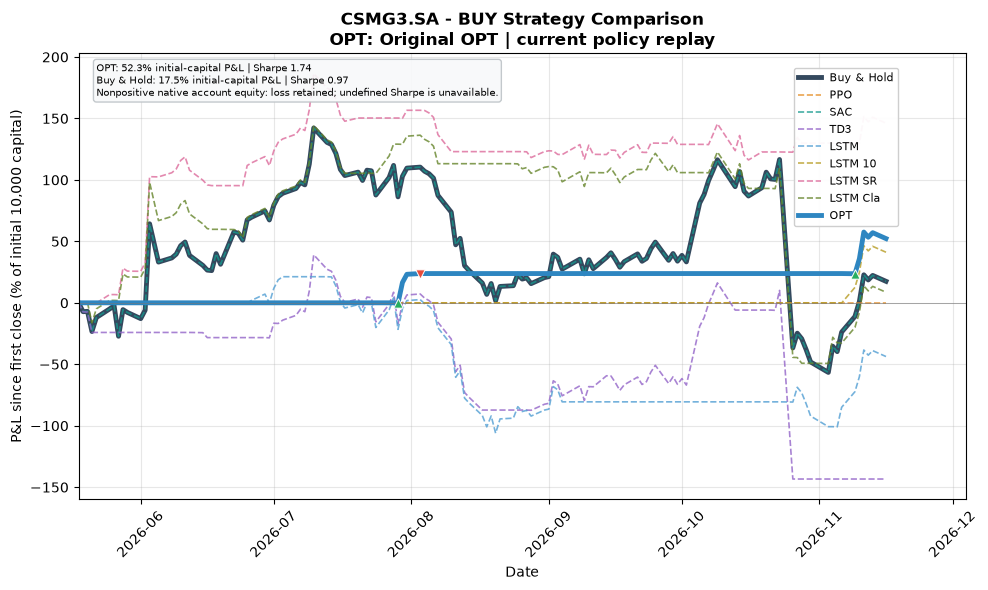 CSMG3.SA - BUY Strategy Comparison
OPT: Original OPT | current policy replay
OPT: 52.3% initial-capital P&L | Sharpe 1.74
Buy & Hold: 17.5% initial-capital P&L | Sharpe 0.97
Nonpositive native account equity: loss retained; undefined Sharpe is unavailable.
Buy & Hold
PPO
SAC
TD3
LSTM
LSTM 10
LSTM SR
LSTM Cla
OPT
P&L since first close (% of initial 10,000 capital)
200
150
100
50
0
−50
−100
−150
2026-06
2026-07
2026-08
2026-09
2026-10
2026-11
2026-12
Date